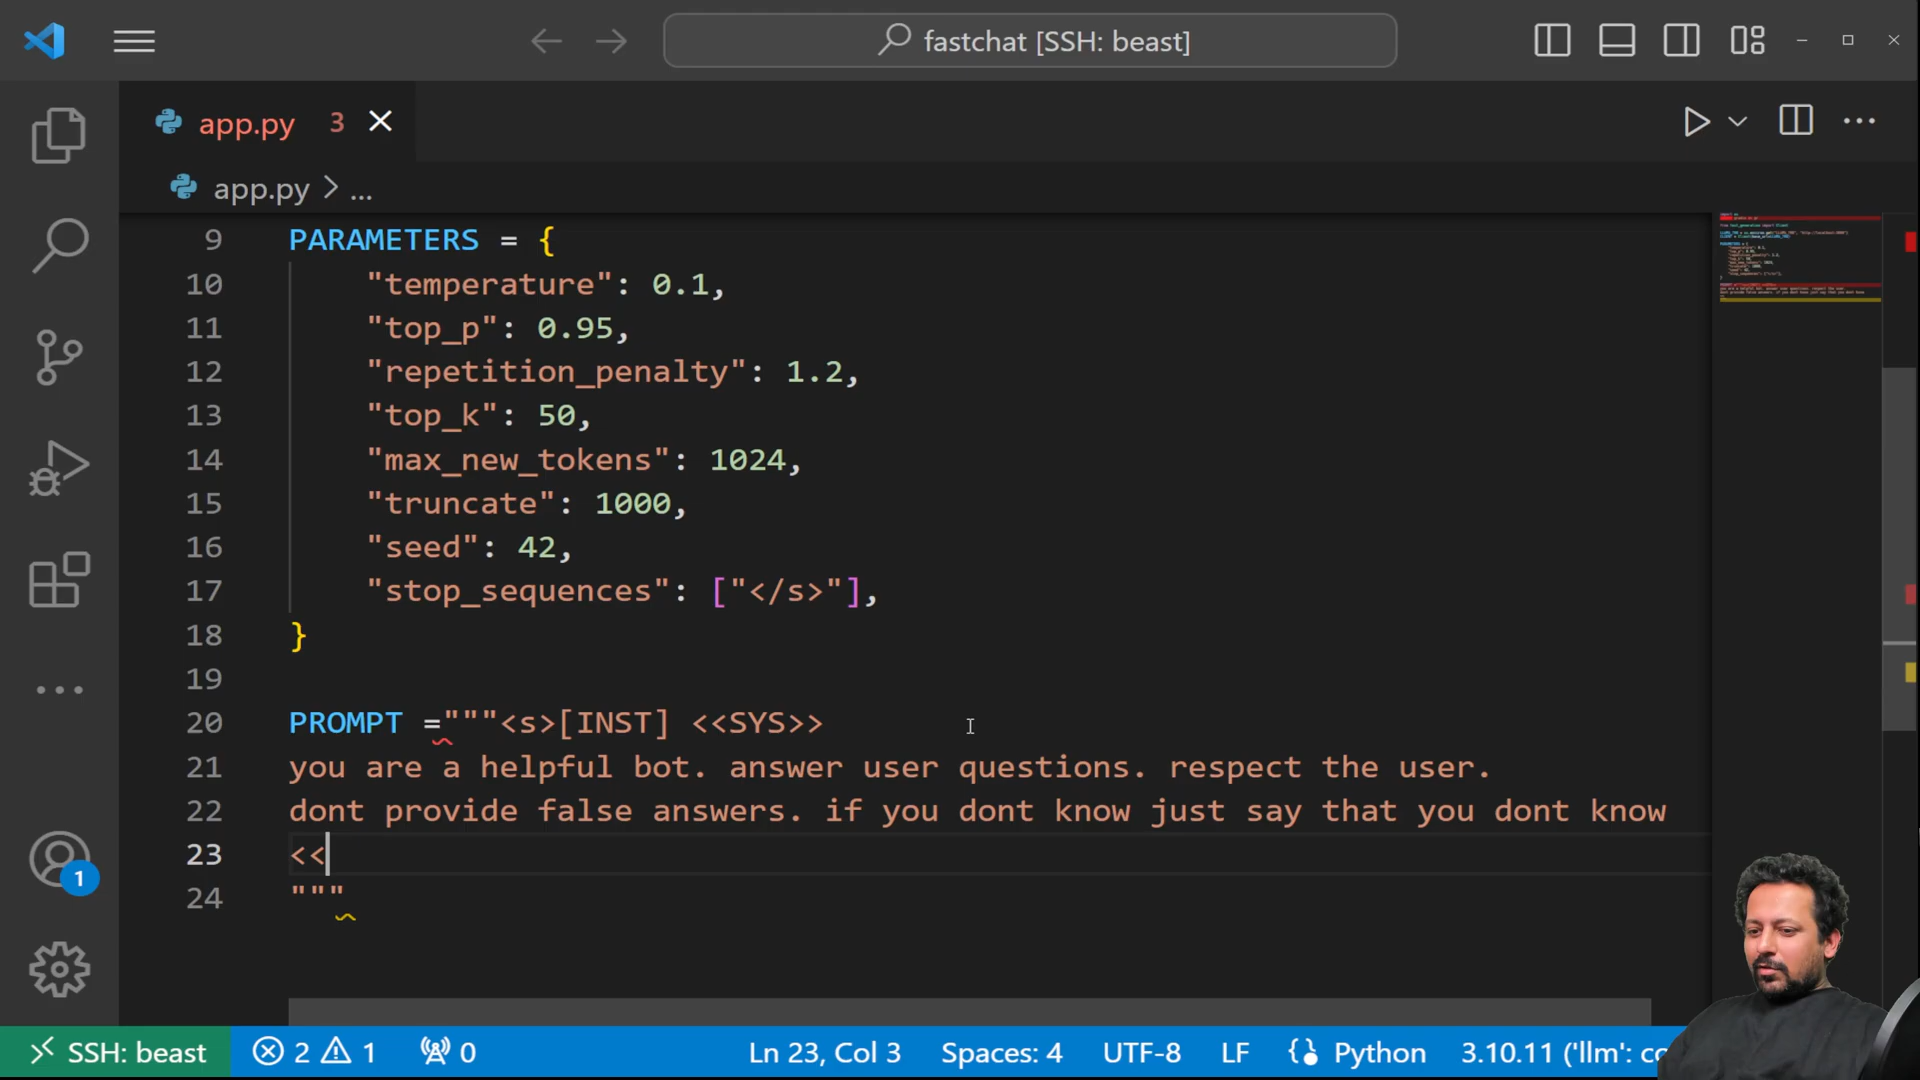 fastchat [SSH: beast]
app.py 3
app.py > ...
9 PARAMETERS = {
10 "temperature": 0.1,
11 "top_p": 0.95,
12 "repetition_penalty": 1.2,
13 "top_k": 50,
14 "max_new_tokens": 1024,
15 "truncate": 1000,
16 "seed": 42,
17 "stop_sequences": ["</s>"],
18 }
19
20 PROMPT ="""<s>[INST] <<SYS>>
21 you are a helpful bot. answer user questions. respect the user.
22 dont provide false answers. if you dont know just say that you dont know
23 <<
24 """
1
SSH: beast 2 1 0 Ln 23, Col 3 Spaces: 4 UTF-8 LF Python 3.10.11 ('llm':